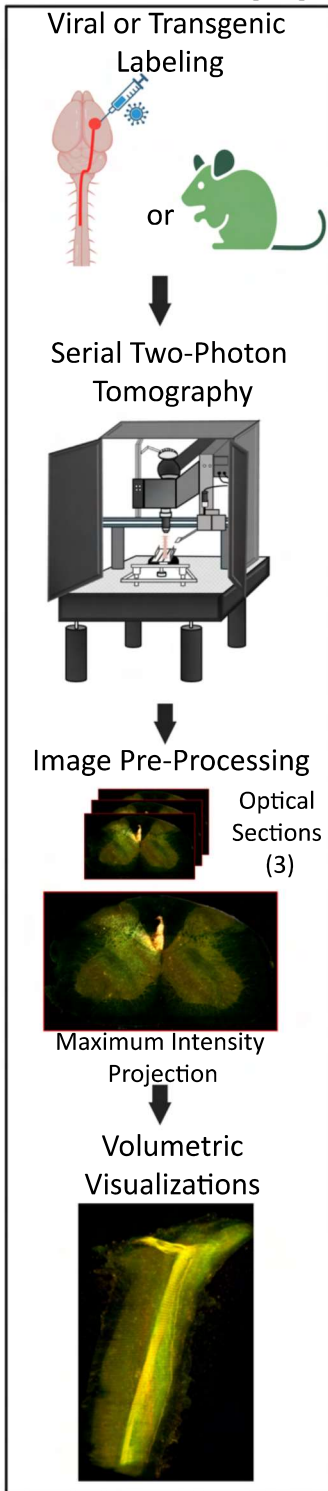 Viral or Transgenic
Labeling
or
Serial Two-Photon
Tomography
Image Pre-Processing
Optical
Sections
(3)
Maximum Intensity
Projection
Volumetric
Visualizations